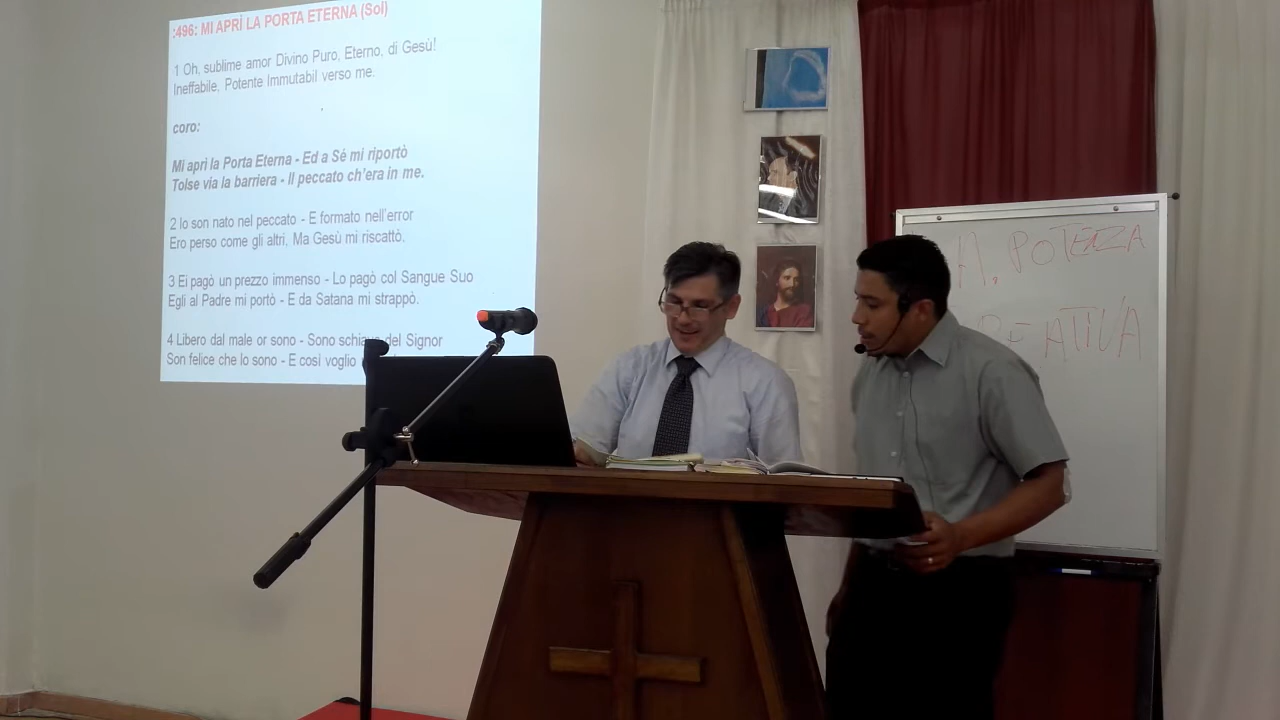 :496: MI APRÌ LA PORTA ETERNA (Sol)
1 Oh, sublime amor Divino Puro, Eterno, di Gesù!
Ineffabile, Potente Immutabil verso me.
coro:
Mi aprì la Porta Eterna - Ed a Sé mi riportò
Tolse via la barriera - Il peccato ch'era in me.
2 Io son nato nel peccato - E formato nell'error
Ero perso come gli altri, Ma Gesù mi riscattò.
3 Ei pagò un prezzo immenso - Lo pagò col Sangue Suo
Egli al Padre mi portò - E da Satana mi strappò.
4 Libero dal male or sono - Sono del Signor
Son felice che lo sono - E così voglio
POTENZA